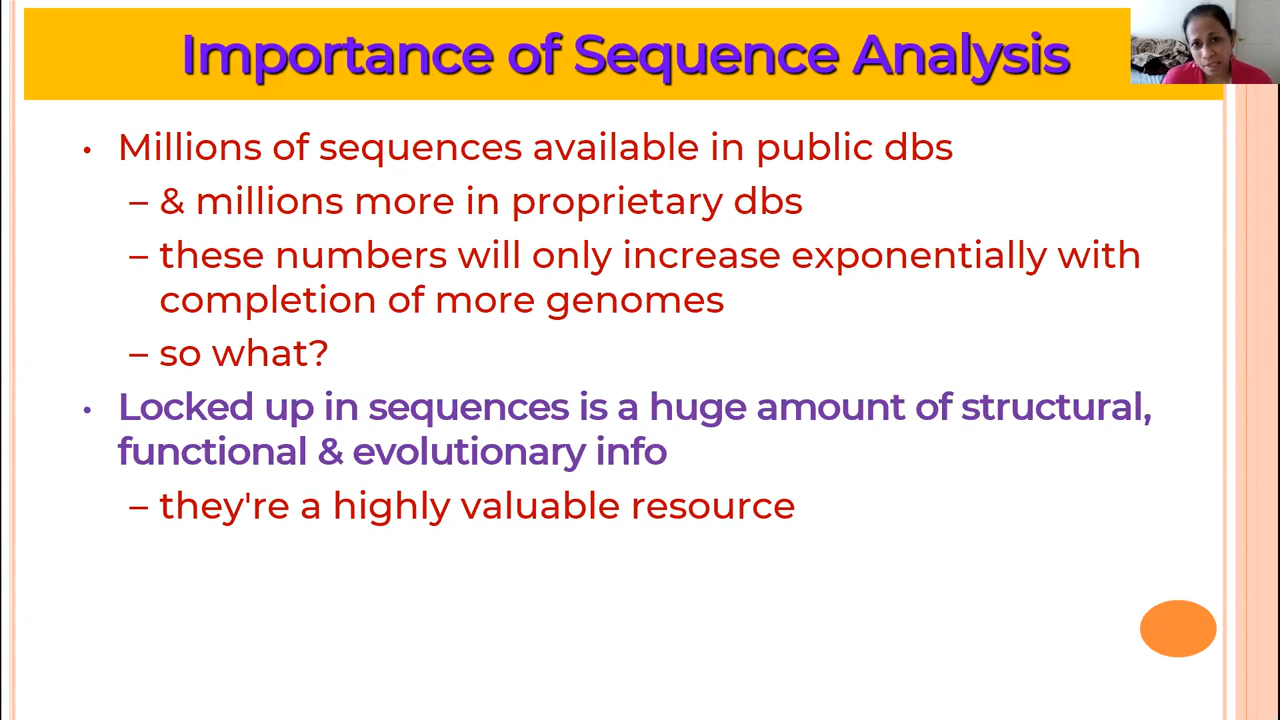 Importance of Sequence Analysis
• Millions of sequences available in public dbs
– & millions more in proprietary dbs
– these numbers will only increase exponentially with
completion of more genomes
– so what?
• Locked up in sequences is a huge amount of structural,
functional & evolutionary info
– they're a highly valuable resource